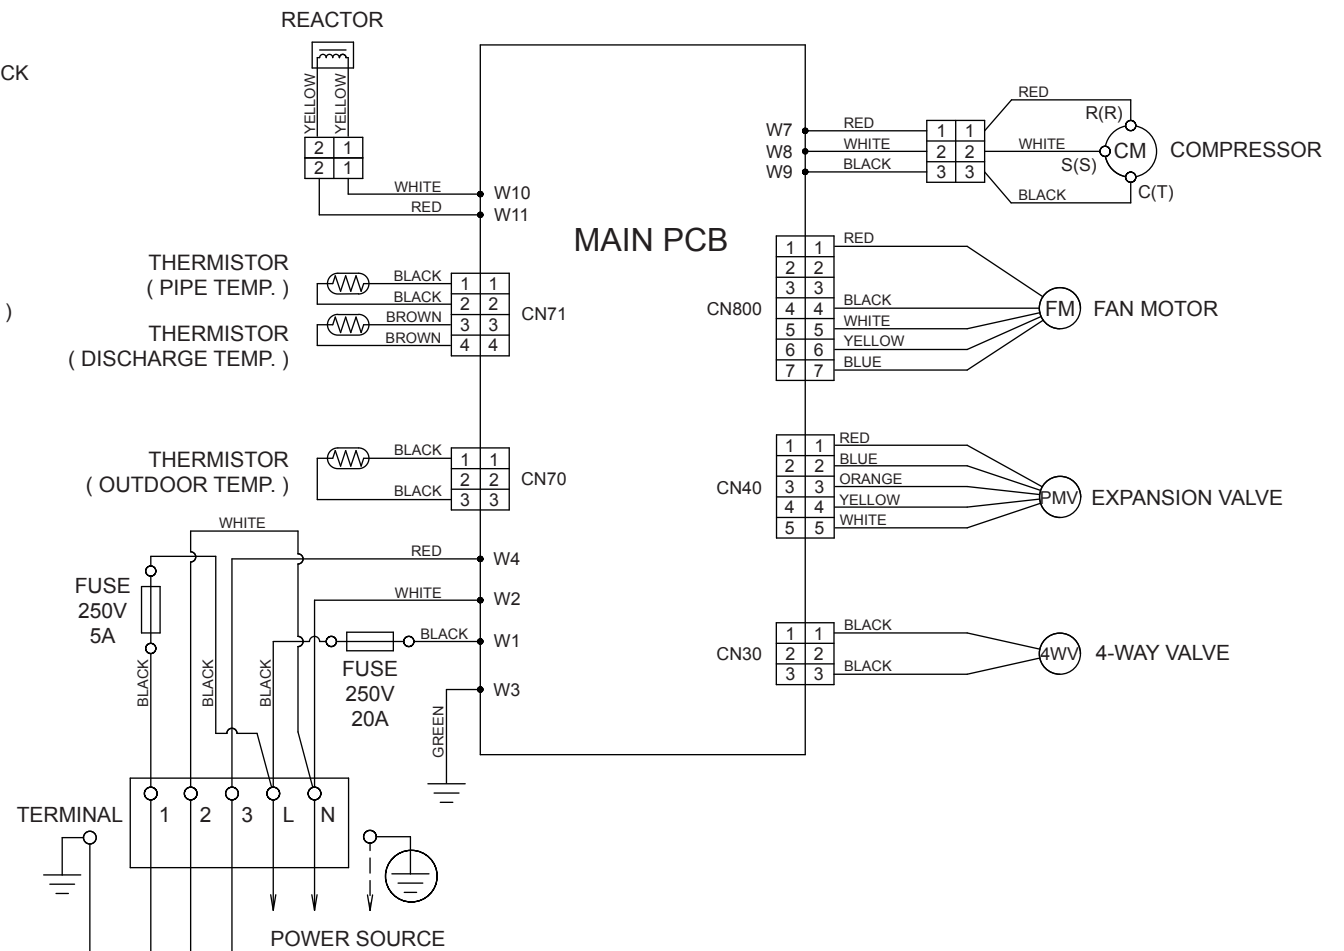 REACTOR
CK
YELLOW
YELLOW
2 1
2 1
WHITE
W10
RED
W11
MAIN PCB
W7
RED
1 1
W8
WHITE
2 2
W9
BLACK
3 3
RED
R(R)
WHITE
S(S)
CM
COMPRESSOR
BLACK
C(T)
THERMISTOR
( PIPE TEMP. )
BLACK
1 1
BLACK
2 2
)
THERMISTOR
( DISCHARGE TEMP. )
BROWN
3 3
BROWN
4 4
CN71
CN800
1 1
RED
2 2
3 3
4 4
BLACK
5 5
WHITE
6 6
YELLOW
7 7
BLUE
FM
FAN MOTOR
THERMISTOR
( OUTDOOR TEMP. )
BLACK
1 1
2 2
BLACK
3 3
CN70
CN40
1 1
RED
2 2
BLUE
3 3
ORANGE
4 4
YELLOW
5 5
WHITE
PMV
EXPANSION VALVE
WHITE
RED
W4
FUSE
250V
5A
WHITE
W2
BLACK
W1
FUSE
250V
20A
W3
GREEN
BLACK
BLACK
BLACK
CN30
1 1
BLACK
2 2
3 3
BLACK
4WV
4-WAY VALVE
TERMINAL
1 2 3 L N
POWER SOURCE